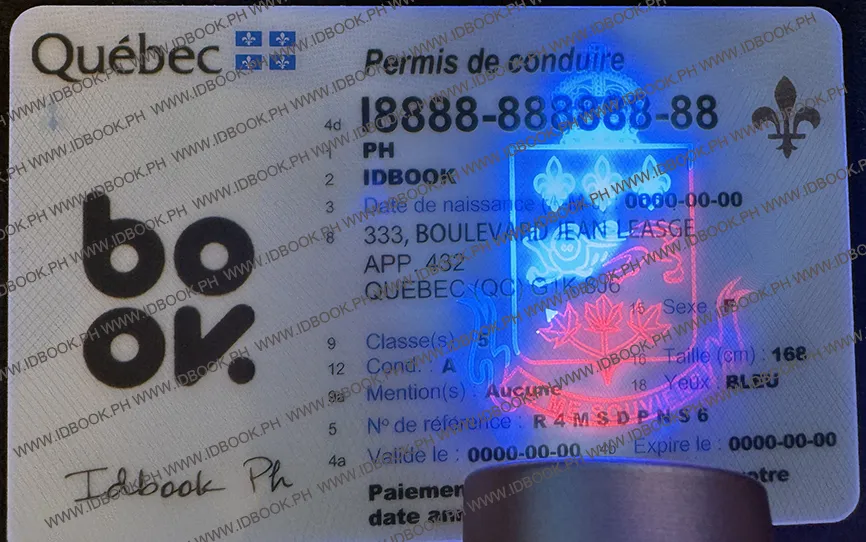 Québec
Permis de conduire
4d I8888-888888-88
1 PH
2 IDBOOK
3 Date de naissance : 0000-00-00
8 333, BOULEVARD JEAN LEASGE
APP 432
QUEBEC (QC) G1K 8J6
15 Sexe : F
9 Classe(s) : 5
16 Taille (cm) : 168
12 Cond. : A
18 Yeux : BLEU
9a Mention(s) : Aucune
5 Nº de référence : R4MSDPNS6
4a Valide le : 0000-00-00 4b Expire le : 0000-00-00
book.
Idbook Ph
WWW.IDBOOK.PH